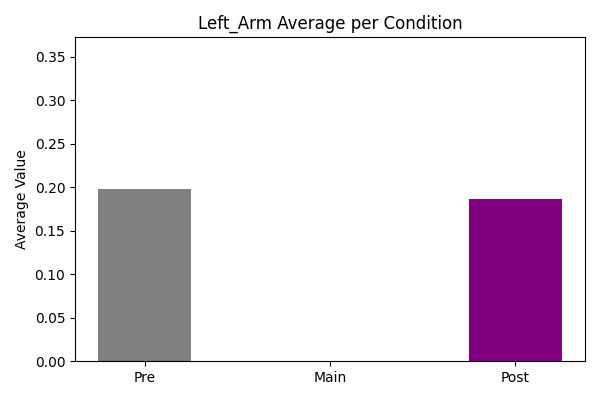 Left_Arm Average per Condition
Average Value
0.35
0.30
0.25
0.20
0.15
0.10
0.05
0.00
Pre
Main
Post